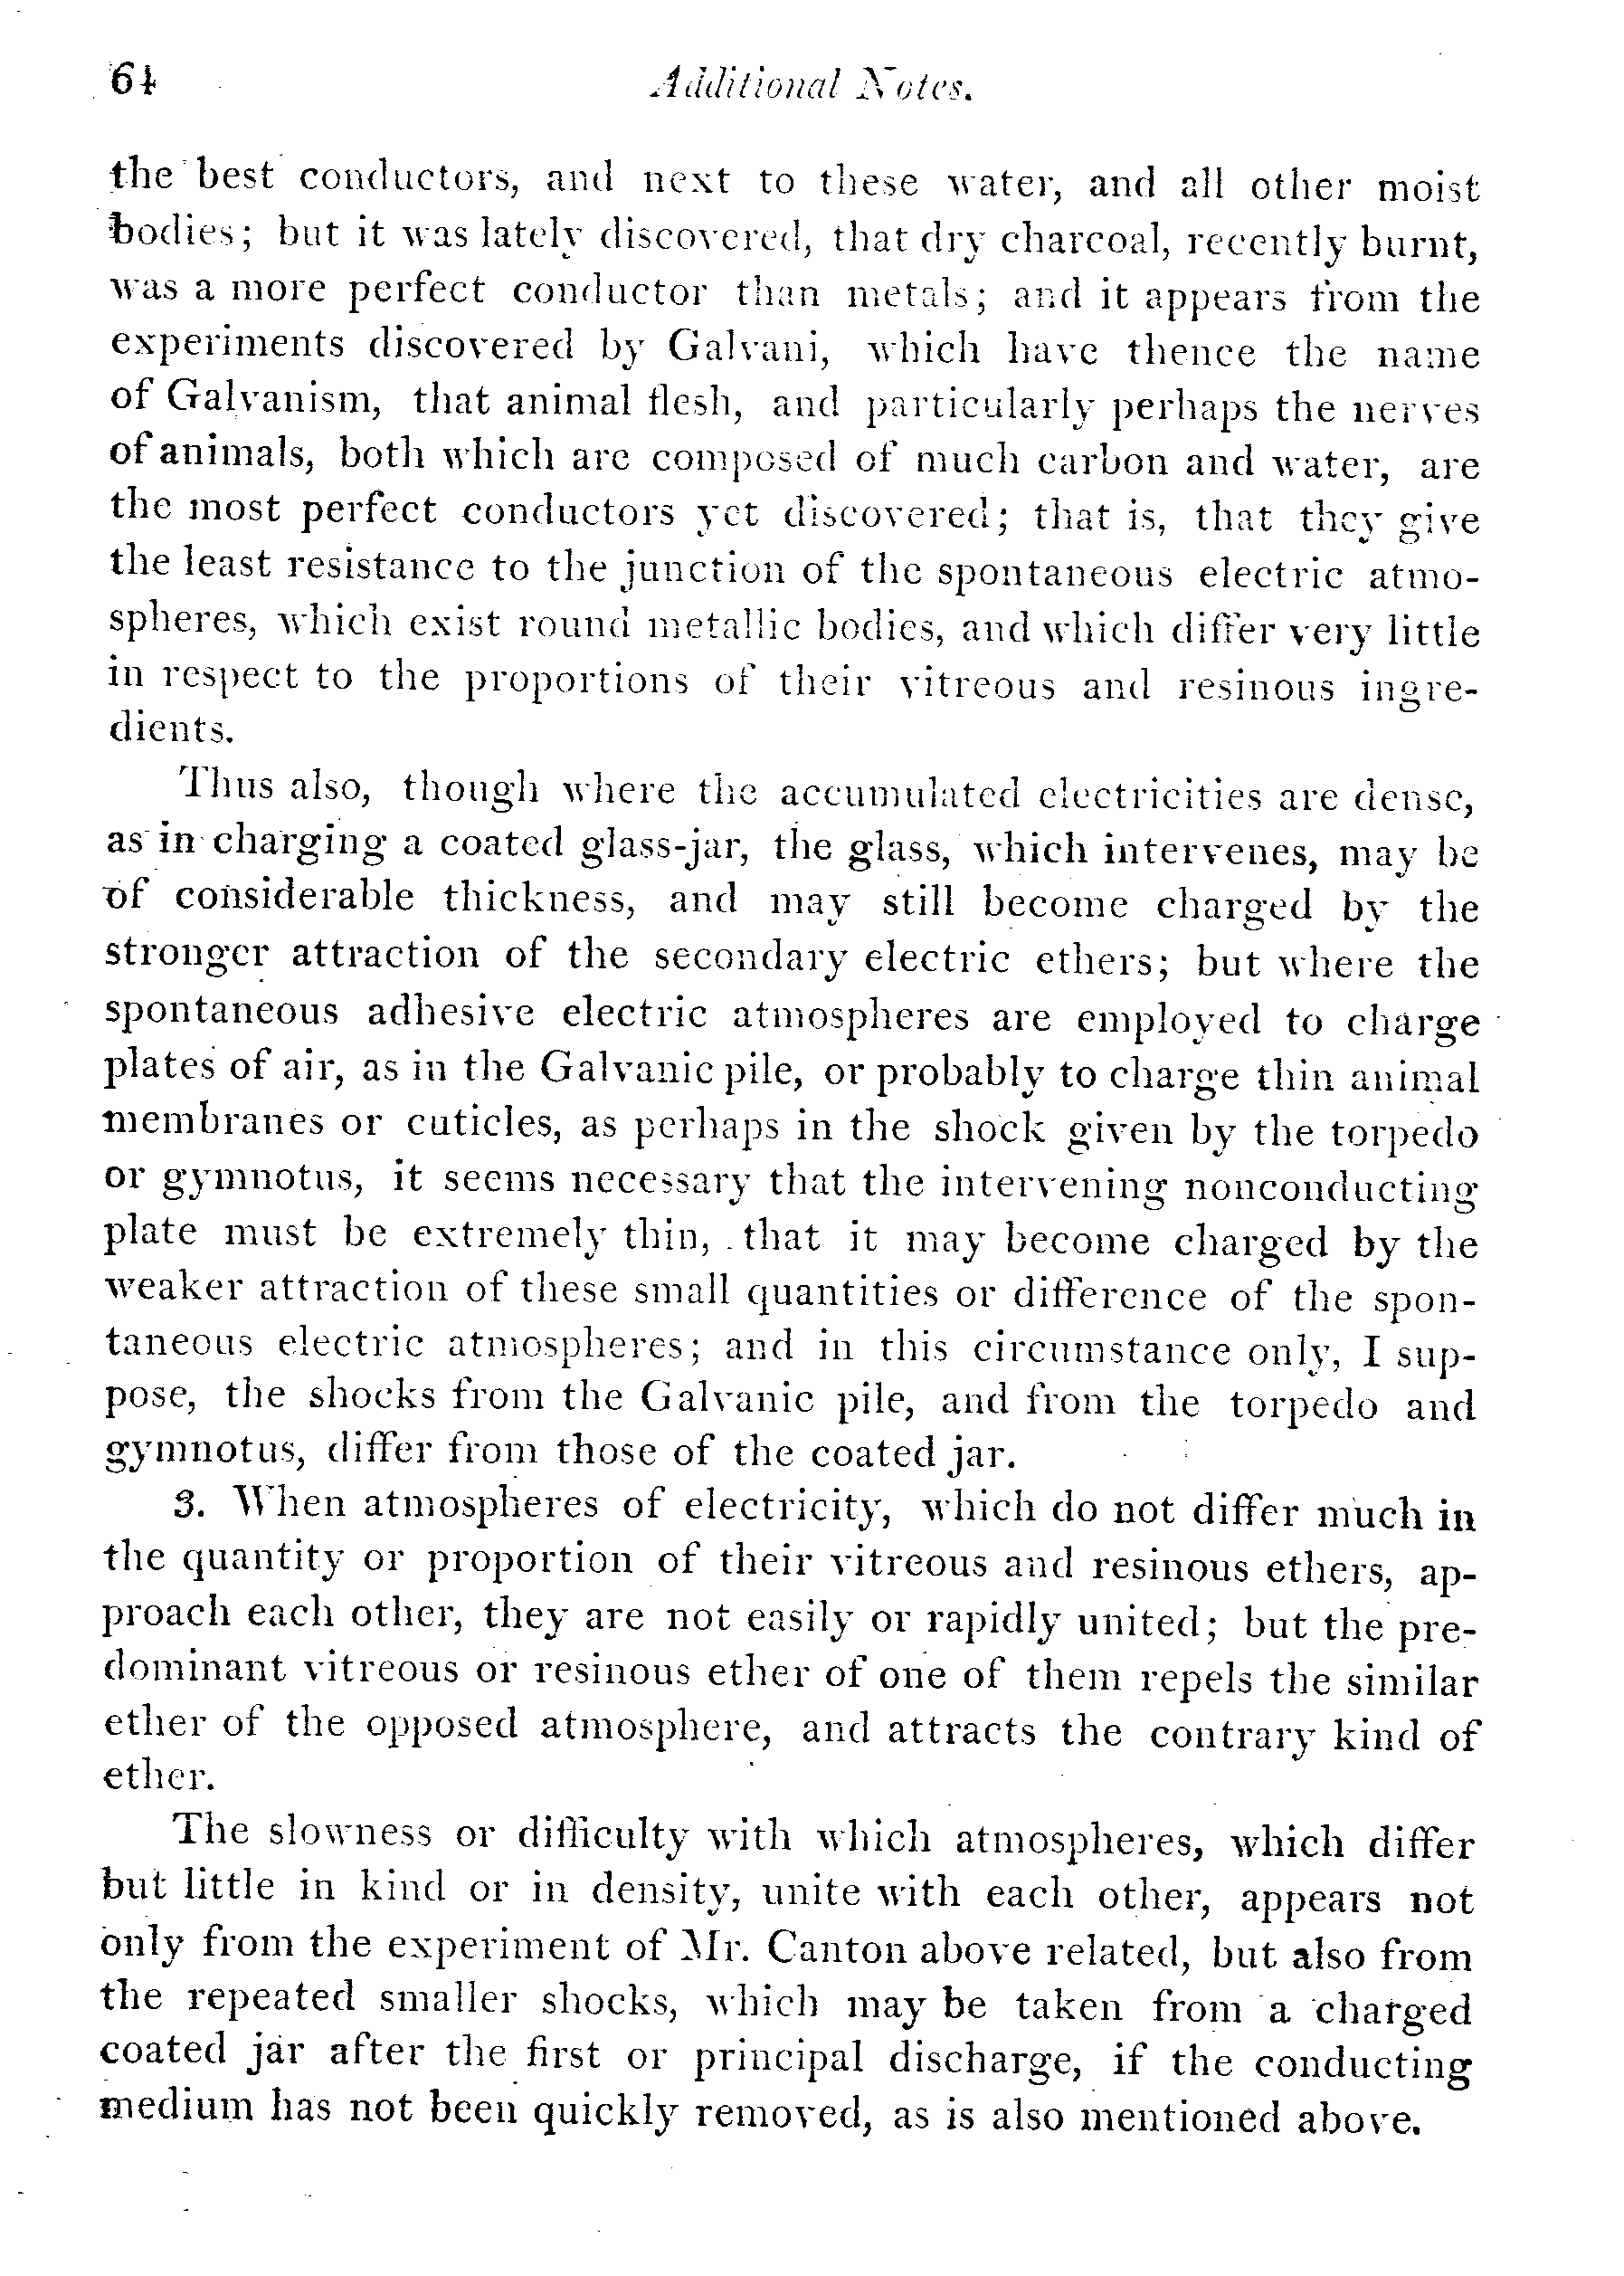 64 Additional Notes.
the best conductors, and next to these water, and all other moist
bodies; but it was lately discovered, that dry charcoal, recently burnt,
was a more perfect conductor than metals; and it appears from the
experiments discovered by Galvani, which have thence the name
of Galvanism, that animal flesh, and particularly perhaps the nerves
of animals, both which are composed of much carbon and water, are
the most perfect conductors yet discovered; that is, that they give
the least resistance to the junction of the spontaneous electric atmo-
spheres, which exist round metallic bodies, and which differ very little
in respect to the proportions of their vitreous and resinous ingre-
dients.
Thus also, though where the accumulated electricities are dense,
as in charging a coated glass-jar, the glass, which intervenes, may be
of considerable thickness, and may still become charged by the
stronger attraction of the secondary electric ethers; but where the
spontaneous adhesive electric atmospheres are employed to charge
plates of air, as in the Galvanic pile, or probably to charge thin animal
membranes or cuticles, as perhaps in the shock given by the torpedo
or gymnotus, it seems necessary that the intervening nonconducting
plate must be extremely thin, that it may become charged by the
weaker attraction of these small quantities or difference of the spon-
taneous electric atmospheres; and in this circumstance only, I sup-
pose, the shocks from the Galvanic pile, and from the torpedo and
gymnotus, differ from those of the coated jar.
3. When atmospheres of electricity, which do not differ much in
the quantity or proportion of their vitreous and resinous ethers, ap-
proach each other, they are not easily or rapidly united; but the pre-
dominant vitreous or resinous ether of one of them repels the similar
ether of the opposed atmosphere, and attracts the contrary kind of
ether.
The slowness or difficulty with which atmospheres, which differ
but little in kind or in density, unite with each other, appears not
only from the experiment of Mr. Canton above related, but also from
the repeated smaller shocks, which may be taken from a charged
coated jar after the first or principal discharge, if the conducting
medium has not been quickly removed, as is also mentioned above.